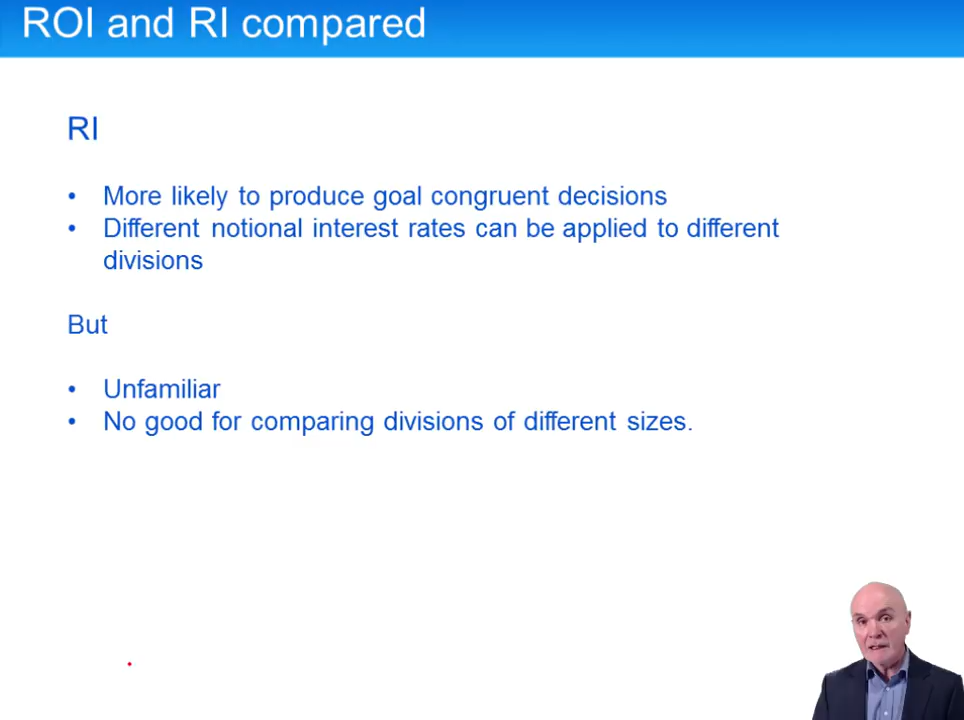 ROI and RI compared
RI
• More likely to produce goal congruent decisions
• Different notional interest rates can be applied to different
divisions
But
• Unfamiliar
• No good for comparing divisions of different sizes.